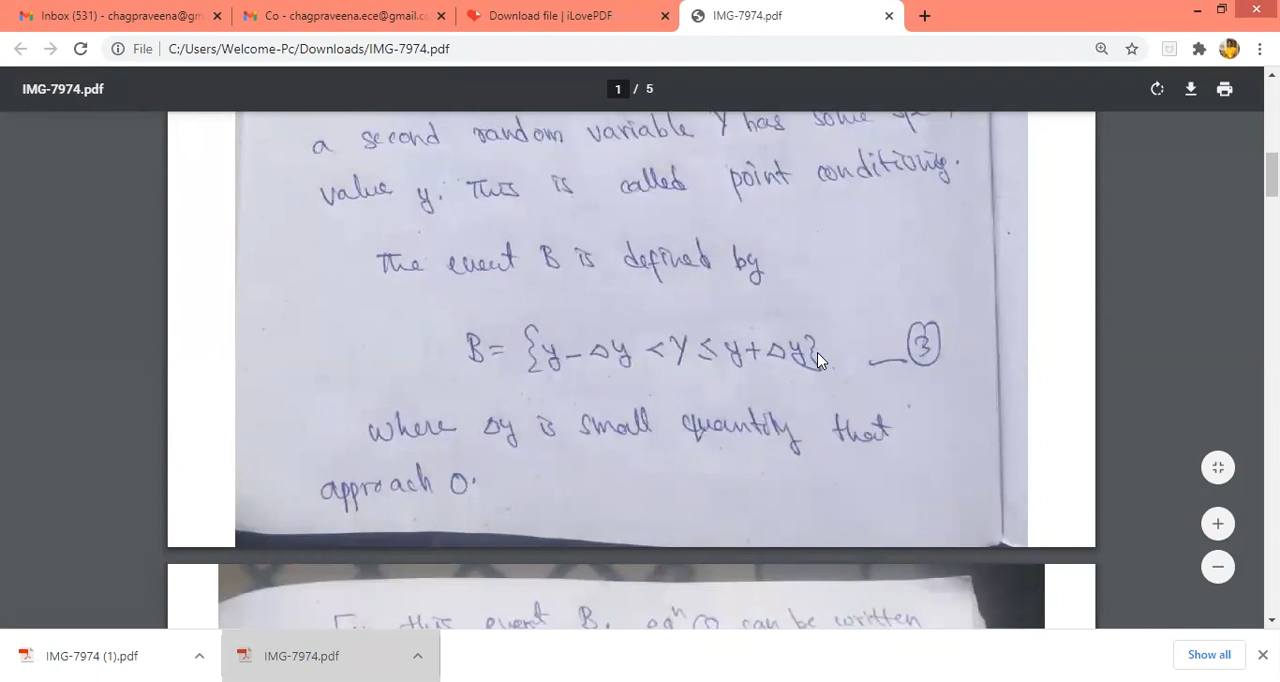 Inbox (531) - chagpraveena@gm
Co - chagpraveena.ece@gmail.c
Download file | iLovePDF
IMG-7974.pdf
File C:/Users/Welcome-Pc/Downloads/IMG-7974.pdf
IMG-7974.pdf 1 / 5
a second random variable Y has some
value y. This is called point conditioning.
The event B is defined by
B = {y - Δy < Y ≤ y + Δy} — 3
where Δy is small quantity that
approach 0.
this event B, eqn can be written
IMG-7974 (1).pdf
IMG-7974.pdf
Show all